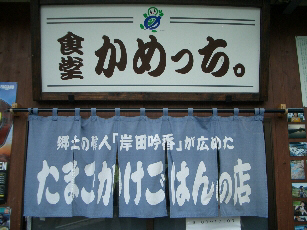 食堂かめっち。
郷土の偉人「岸田吟香」が広めた
たまごかけごはんの店